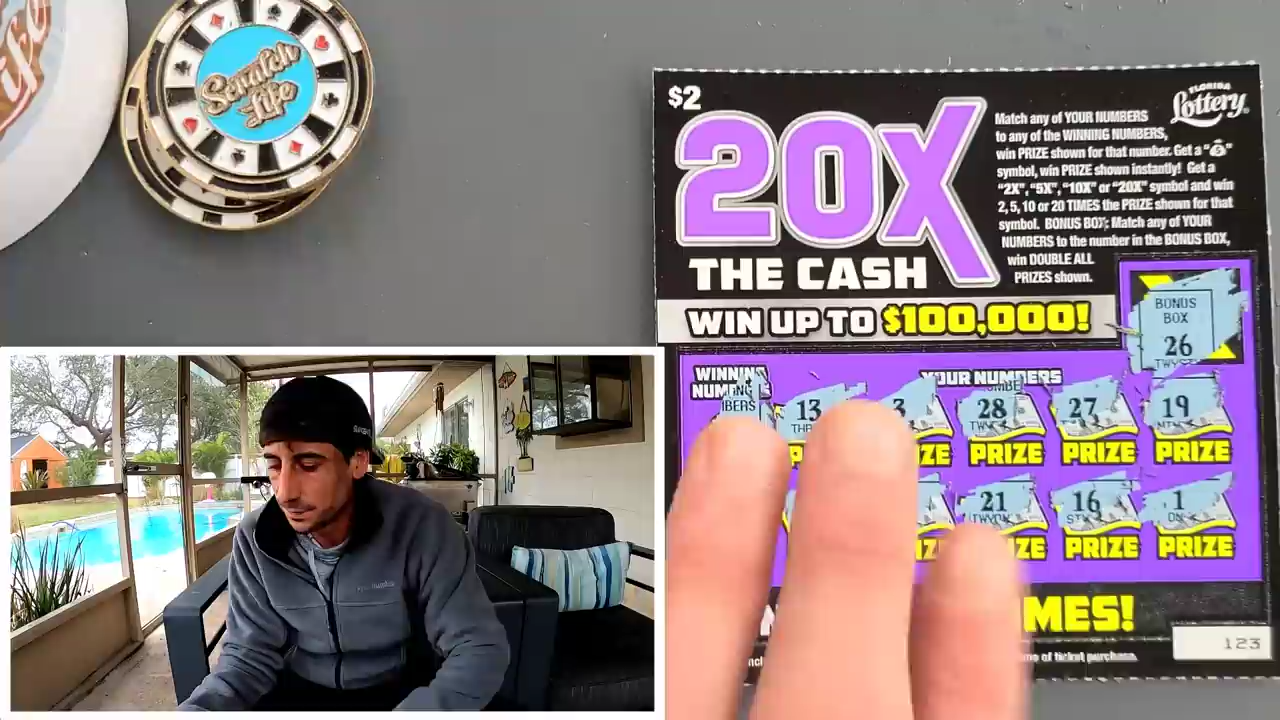 Scratch
Life
$2
FLORIDA
Lottery
20X
THE CASH
Match any of YOUR NUMBERS
to any of the WINNING NUMBERS,
win PRIZE shown for that number. Get a "💰"
symbol, win PRIZE shown instantly! Get a
"2X", "5X", "10X" or "20X" symbol and win
2, 5, 10 or 20 TIMES the PRIZE shown for that
symbol. BONUS BOX: Match any of YOUR
NUMBERS to the number in the BONUS BOX,
win DOUBLE ALL
PRIZES shown.
WIN UP TO $100,000!
BONUS
BOX
26
WINNING
YOUR NUMBERS
13
28
27
19
PRIZE PRIZE PRIZE
21
16
1
PRIZE PRIZE
MES!
123
of ticket purchase.